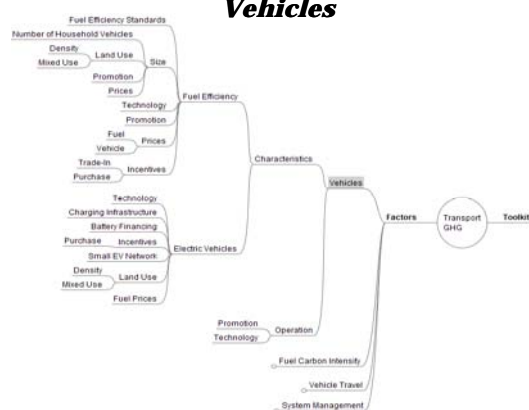 Vehicles
Fuel Efficiency Standards
Number of Household Vehicles
Density
Mixed Use
Land Use
Promotion
Prices
Size
Technology
Promotion
Fuel
Vehicle
Prices
Trade-In
Purchase
Incentives
Fuel Efficiency
Technology
Charging Infrastructure
Battery Financing
Purchase
Incentives
Small EV Network
Density
Mixed Use
Land Use
Fuel Prices
Electric Vehicles
Characteristics
Promotion
Technology
Operation
Vehicles
Fuel Carbon Intensity
Vehicle Travel
System Management
Factors
Transport
GHG
Toolkit